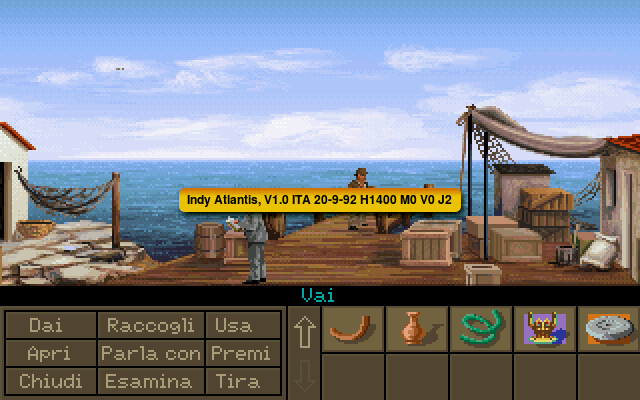 Indy Atlantis, V1.0 ITA 20-9-92 H1400 M0 V0 J2
Vai
Dai Raccogli Usa
Apri Parla con Premi
Chiudi Esamina Tira